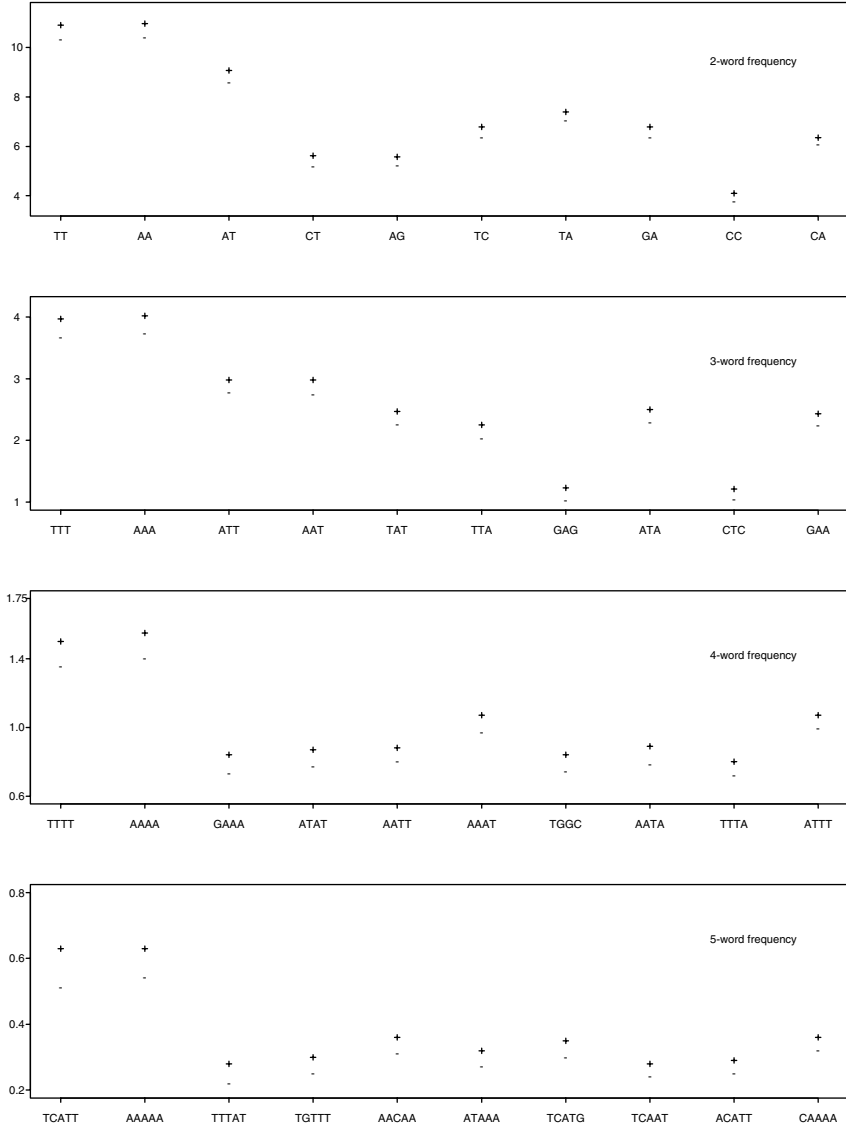 10
2-word frequency
8
6
4
TT AA AT CT AG TC TA GA CC CA
4
3-word frequency
3
2
1
TTT AAA ATT AAT TAT TTA GAG ATA CTC GAA
1.75
1.4
4-word frequency
1.0
0.6
TTTT AAAA GAAA ATAT AATT AAAT TGGC AATA TTTA ATTT
0.8
5-word frequency
0.6
0.4
0.2
TCATT AAAAA TTTAT TGTTT AACAA ATAAA TCATG TCAAT ACATT CAAAA